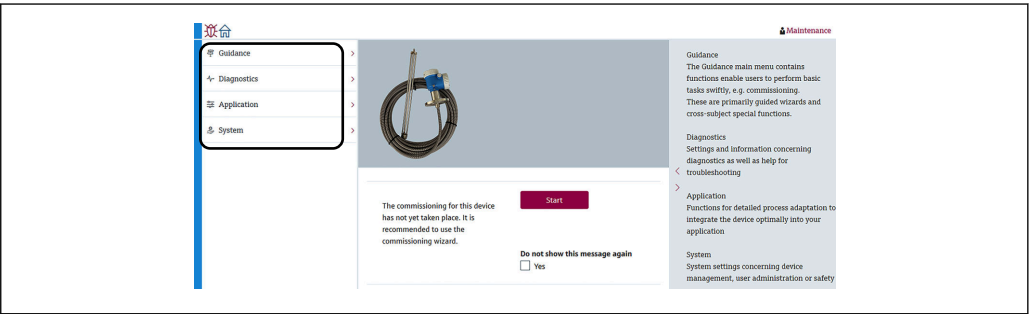 Maintenance
Guidance
Diagnostics
Application
System
The commissioning for this device
has not yet taken place. It is
recommended to use the
commissioning wizard.
Start
Do not show this message again
Yes
Guidance
The Guidance main menu contains
functions enable users to perform basic
tasks swiftly, e.g. commissioning.
These are primarily guided wizards and
cross-subject special functions.
Diagnostics
Settings and information concerning
diagnostics as well as help for
troubleshooting
Application
Functions for detailed process adaptation to
integrate the device optimally into your
application
System
System settings concerning device
management, user administration or safety